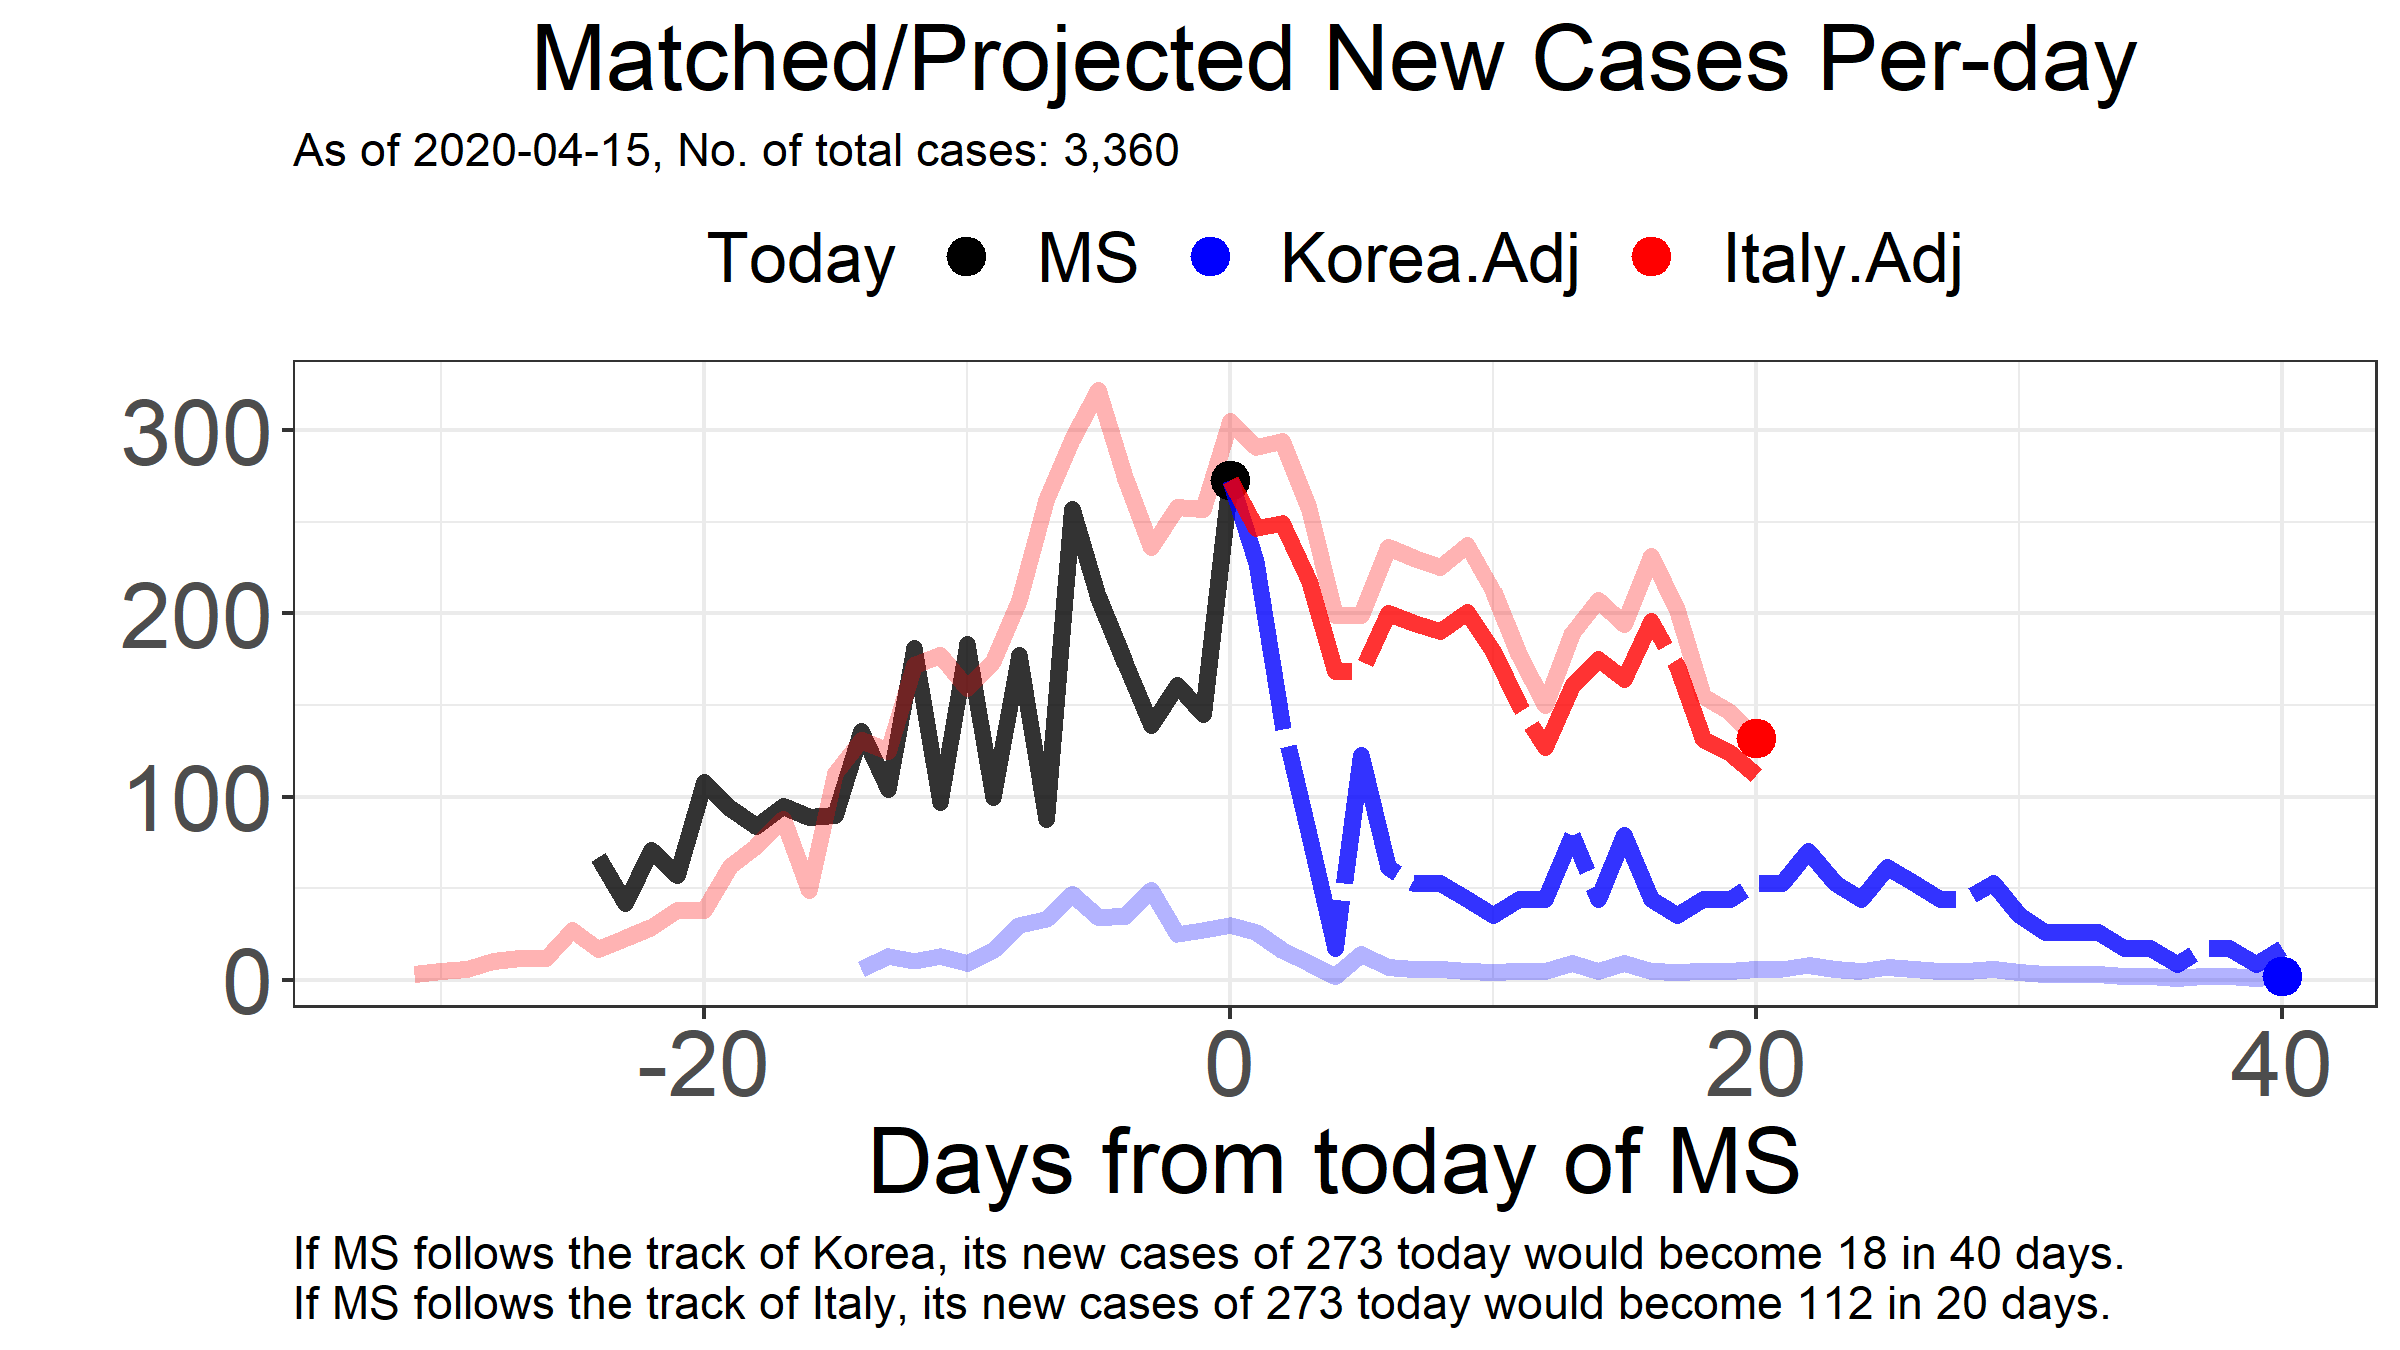 Matched/Projected New Cases Per-day
As of 2020-04-15, No. of total cases: 3,360
Today MS Korea.Adj Italy.Adj
300
200
100
0
-20 0 20 40
Days from today of MS
If MS follows the track of Korea, its new cases of 273 today would become 18 in 40 days.
If MS follows the track of Italy, its new cases of 273 today would become 112 in 20 days.